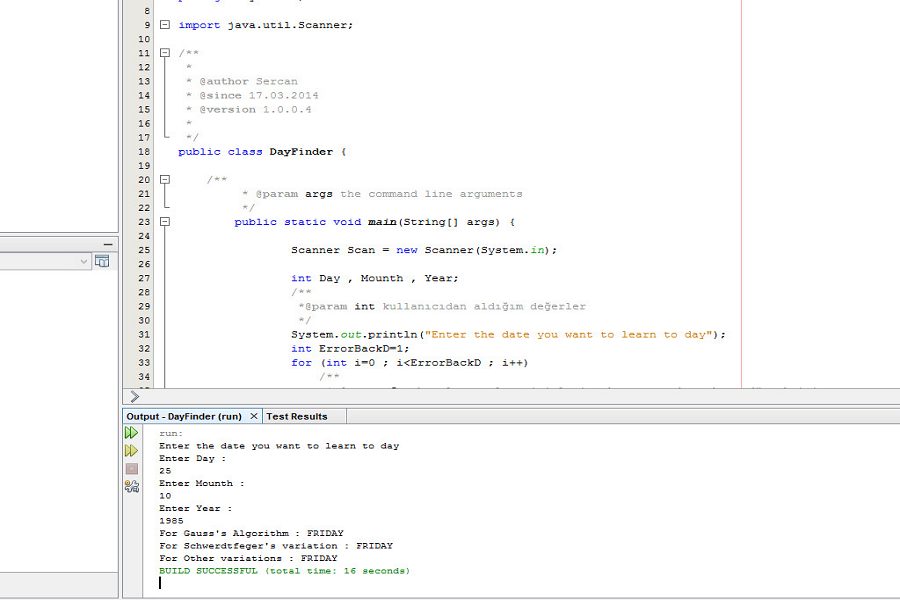 8
9 import java.util.Scanner;
10
11 /**
12 *
13 * @author Sercan
14 * @since 17.03.2014
15 * @version 1.0.0.4
16 *
17 */
18 public class DayFinder {
19
20 /**
21 * @param args the command line arguments
22 */
23 public static void main(String[] args) {
24
25 Scanner Scan = new Scanner(System.in);
26
27 int Day , Mounth , Year;
28 /**
29 *@param int kullanıcıdan aldığım değerler
30 */
31 System.out.println("Enter the date you want to learn to day");
32 int ErrorBackD=1;
33 for (int i=0 ; i<ErrorBackD ; i++)
34 /**
Output - DayFinder (run) × Test Results
run:
Enter the date you want to learn to day
Enter Day :
25
Enter Mounth :
10
Enter Year :
1985
For Gauss's Algorithm : FRIDAY
For Schwerdtfeger's variation : FRIDAY
For Other variations : FRIDAY
BUILD SUCCESSFUL (total time: 16 seconds)